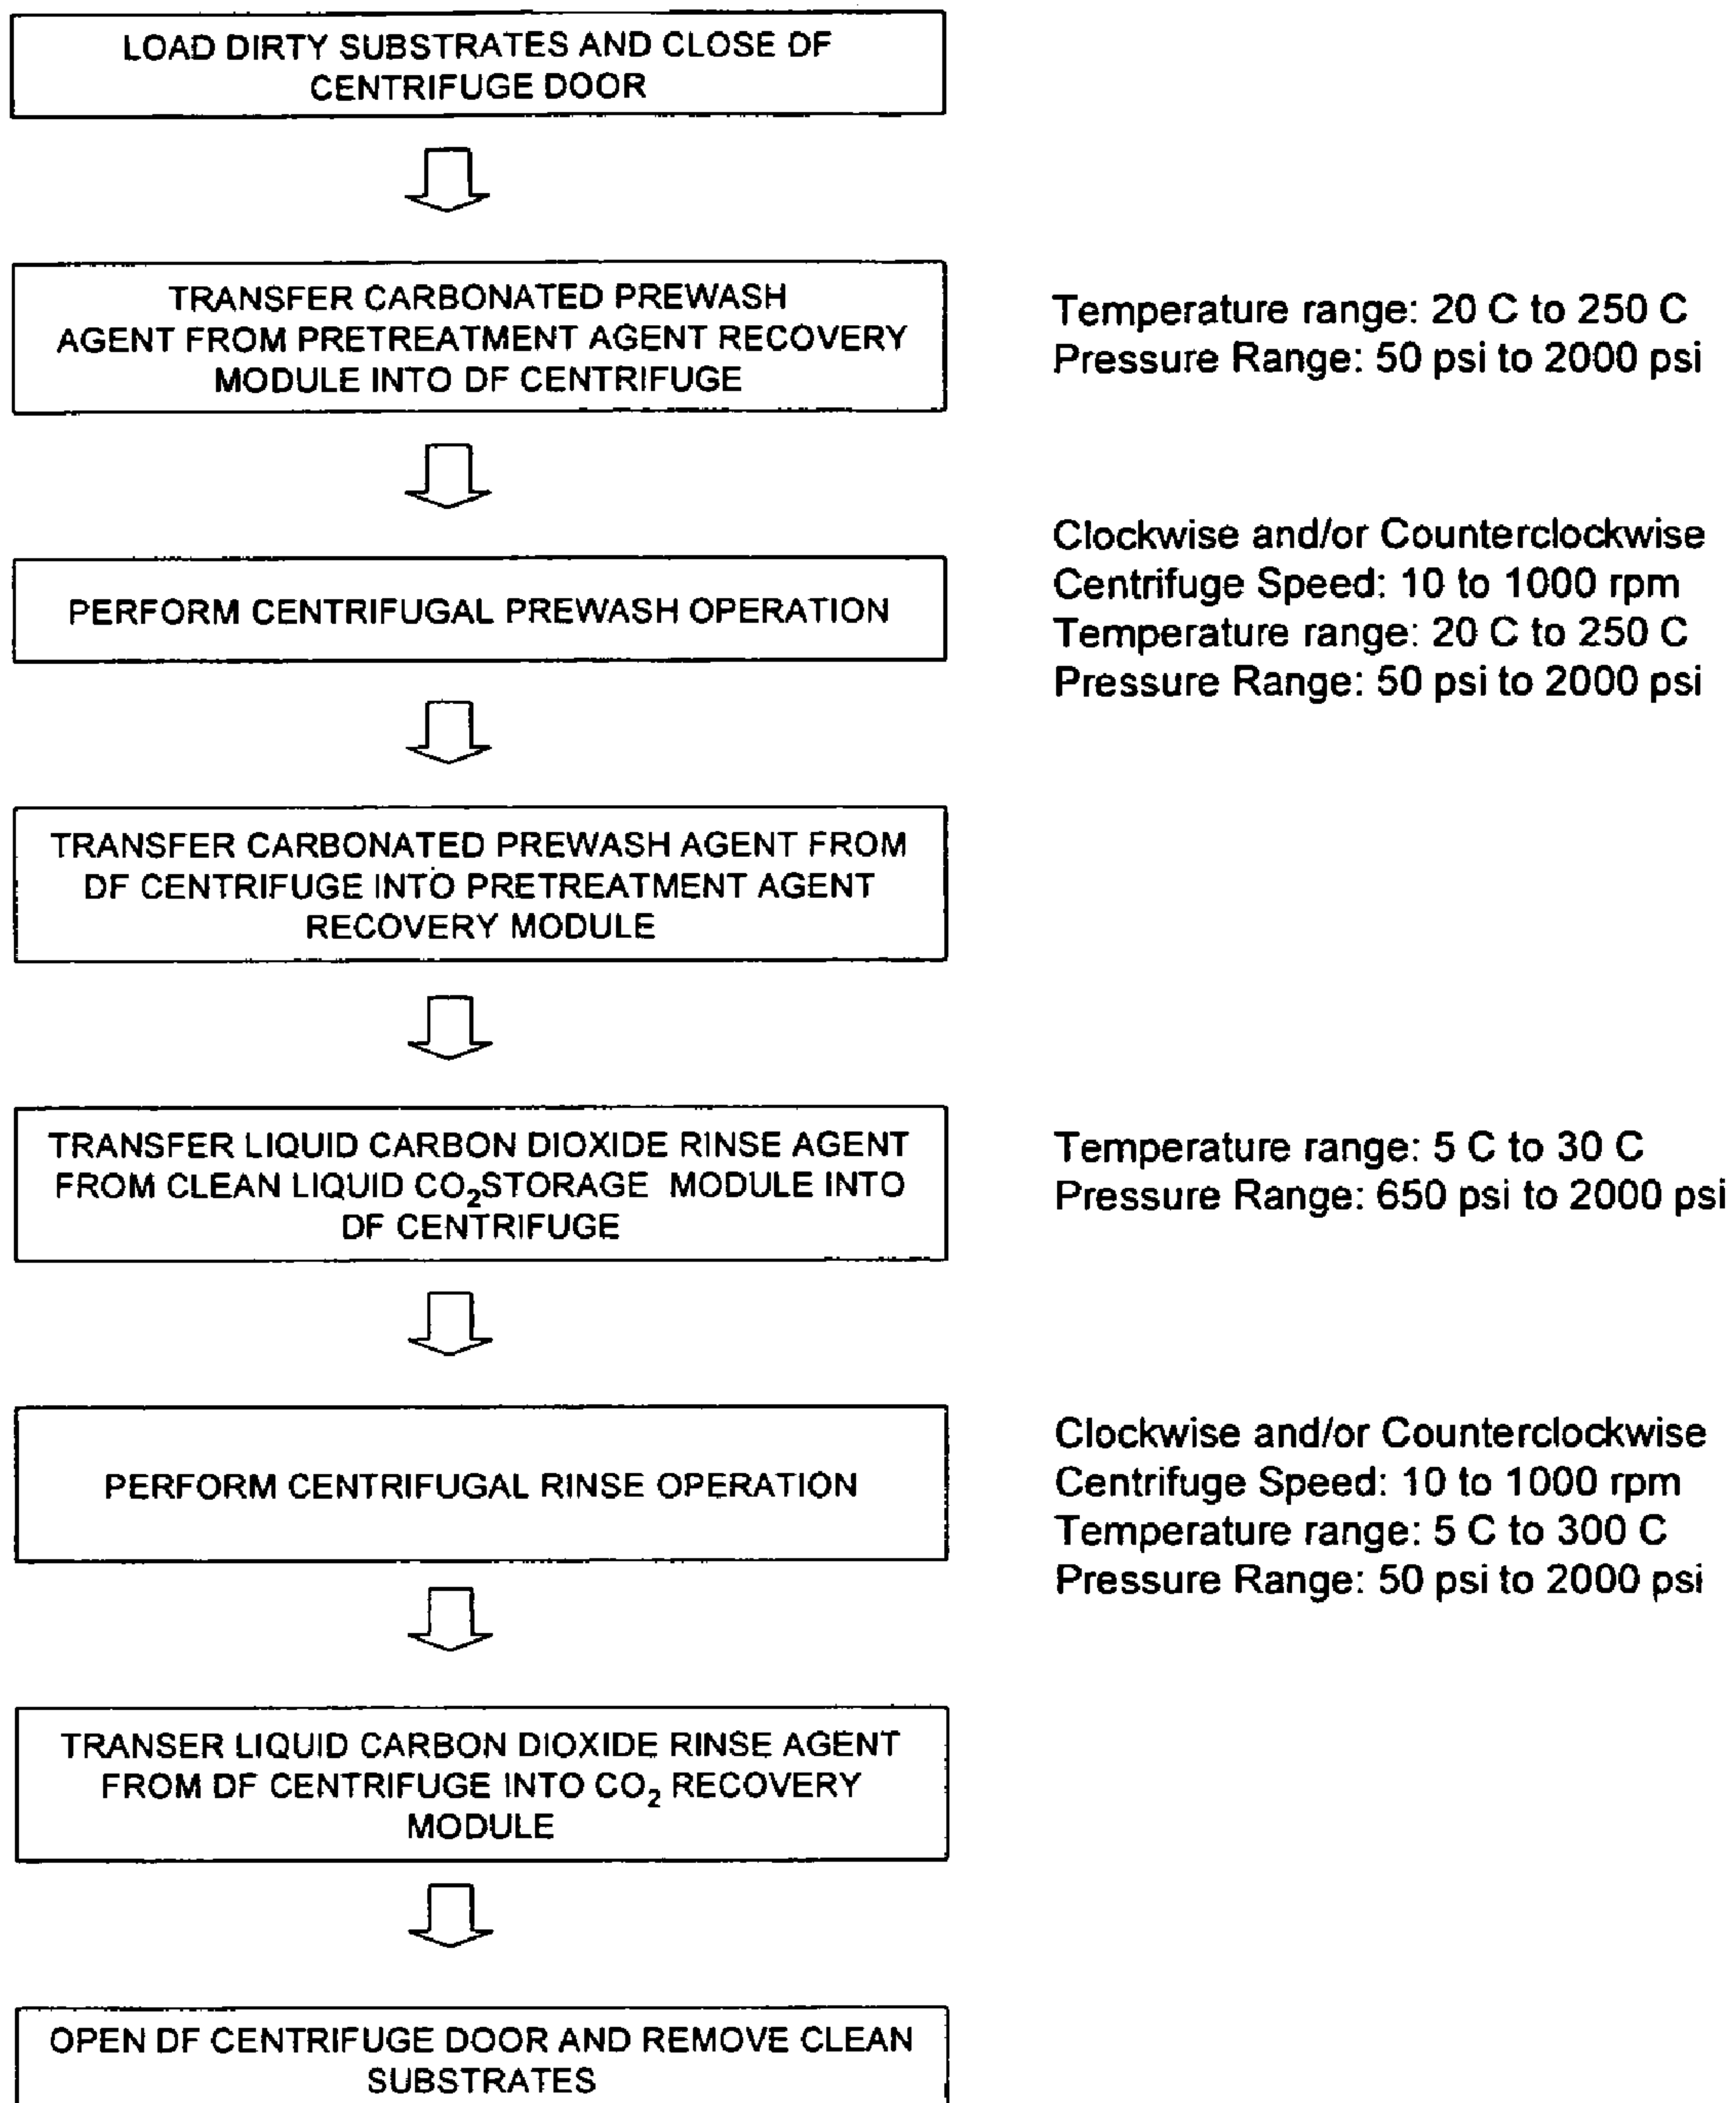 LOAD DIRTY SUBSTRATES AND CLOSE DF
CENTRIFUGE DOOR
TRANSFER CARBONATED PREWASH
AGENT FROM PRETREATMENT AGENT RECOVERY
MODULE INTO DF CENTRIFUGE
Temperature range: 20 C to 250 C
Pressure Range: 50 psi to 2000 psi
PERFORM CENTRIFUGAL PREWASH OPERATION
Clockwise and/or Counterclockwise
Centrifuge Speed: 10 to 1000 rpm
Temperature range: 20 C to 250 C
Pressure Range: 50 psi to 2000 psi
TRANSFER CARBONATED PREWASH AGENT FROM
DF CENTRIFUGE INTO PRETREATMENT AGENT
RECOVERY MODULE
TRANSFER LIQUID CARBON DIOXIDE RINSE AGENT
FROM CLEAN LIQUID CO₂STORAGE MODULE INTO
DF CENTRIFUGE
Temperature range: 5 C to 30 C
Pressure Range: 650 psi to 2000 psi
PERFORM CENTRIFUGAL RINSE OPERATION
Clockwise and/or Counterclockwise
Centrifuge Speed: 10 to 1000 rpm
Temperature range: 5 C to 300 C
Pressure Range: 50 psi to 2000 psi
TRANSER LIQUID CARBON DIOXIDE RINSE AGENT
FROM DF CENTRIFUGE INTO CO₂ RECOVERY
MODULE
OPEN DF CENTRIFUGE DOOR AND REMOVE CLEAN
SUBSTRATES